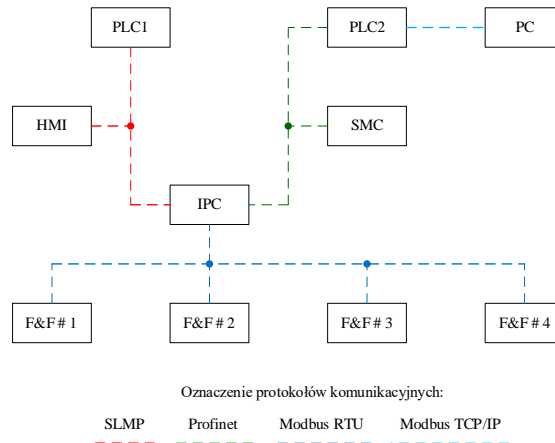 PLC1 PLC2 PC
HMI SMC
IPC
F&F # 1 F&F # 2 F&F # 3 F&F # 4
Oznaczenie protokołów komunikacyjnych:
SLMP Profinet Modbus RTU Modbus TCP/IP